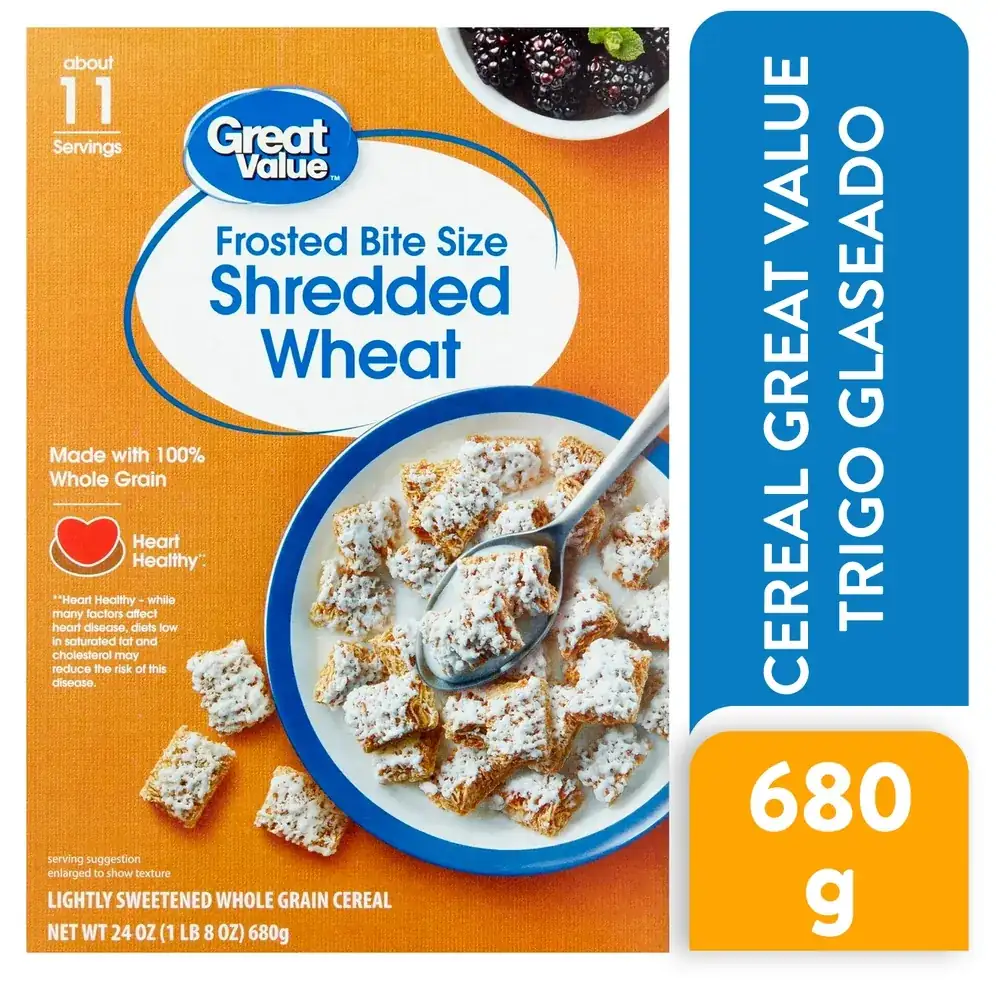 about
11
Servings
Great
Value™
Frosted Bite Size
Shredded
Wheat
Made with 100%
Whole Grain
Heart
Healthy**
**Heart Healthy – while
many factors affect
heart disease, diets low
in saturated fat and
cholesterol may
reduce the risk of this
disease.
serving suggestion
enlarged to show texture
LIGHTLY SWEETENED WHOLE GRAIN CEREAL
NET WT 24 OZ (1 LB 8 OZ) 680g
CEREAL GREAT VALUE
TRIGO GLASEADO
680
g